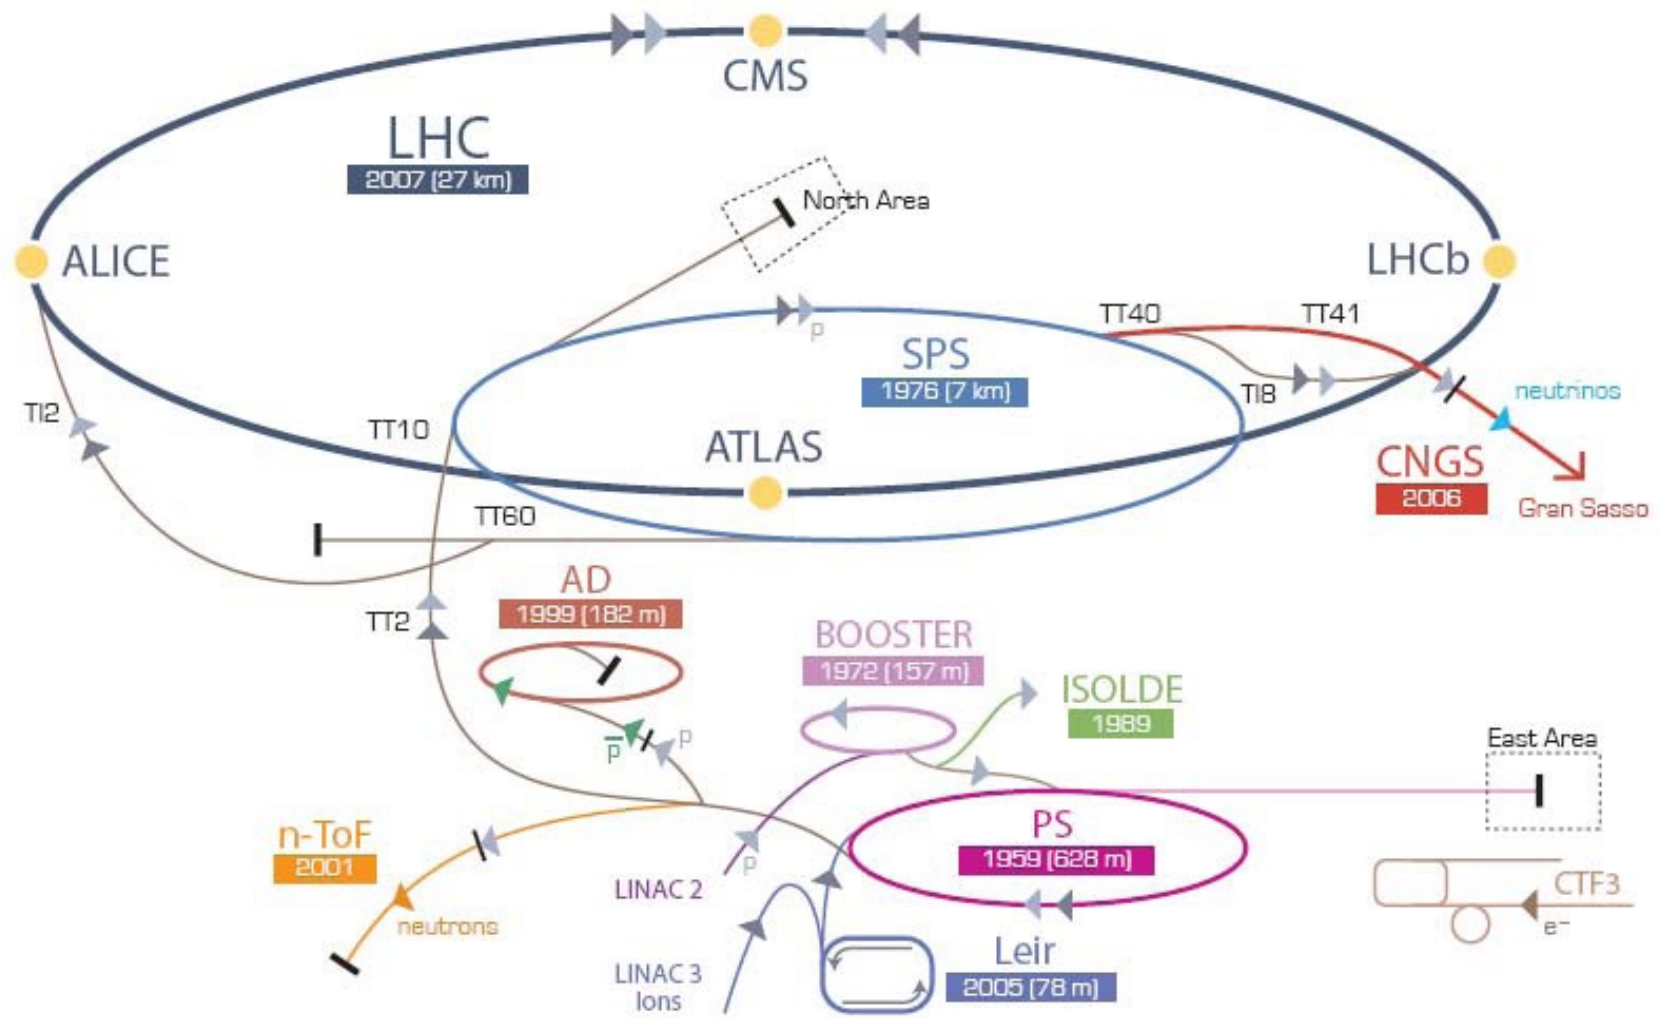 CMS
LHC
2007 (27 km)
North Area
ALICE
LHCb
TT40
TT41
p
SPS
1976 (7 km)
TI8
neutrinos
TI2
TT10
ATLAS
CNGS
2006
Gran Sasso
TT60
AD
1999 (182 m)
TT2
BOOSTER
1972 (157 m)
ISOLDE
1989
p̅
p
East Area
n-ToF
2001
PS
1959 (628 m)
p
LINAC 2
CTF3
e⁻
neutrons
Leir
2005 (78 m)
LINAC 3
Ions